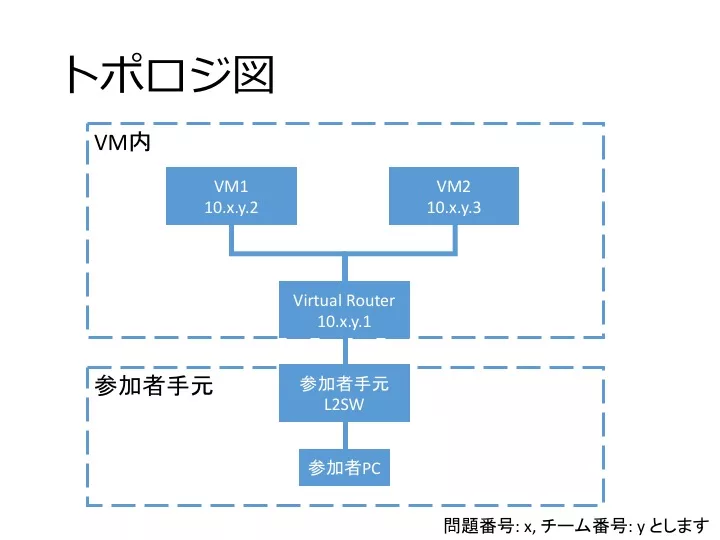 トポロジ図
VM内
VM1
10.x.y.2
VM2
10.x.y.3
Virtual Router
10.x.y.1
参加者手元
参加者手元
L2SW
参加者PC
問題番号: x, チーム番号: y とします